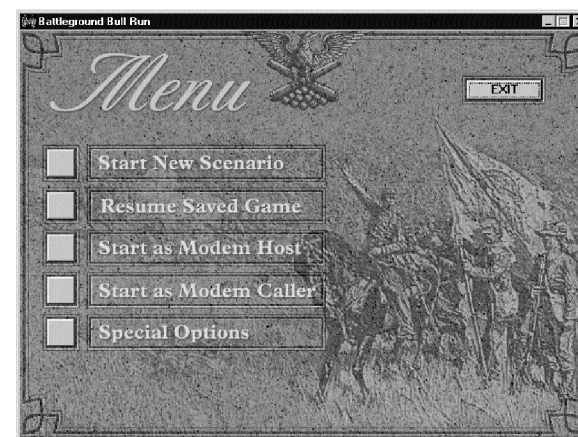 Battleground Bull Run
Menu
EXIT
Start New Scenario
Resume Saved Game
Start as Modem Host
Start as Modem Caller
Special Options